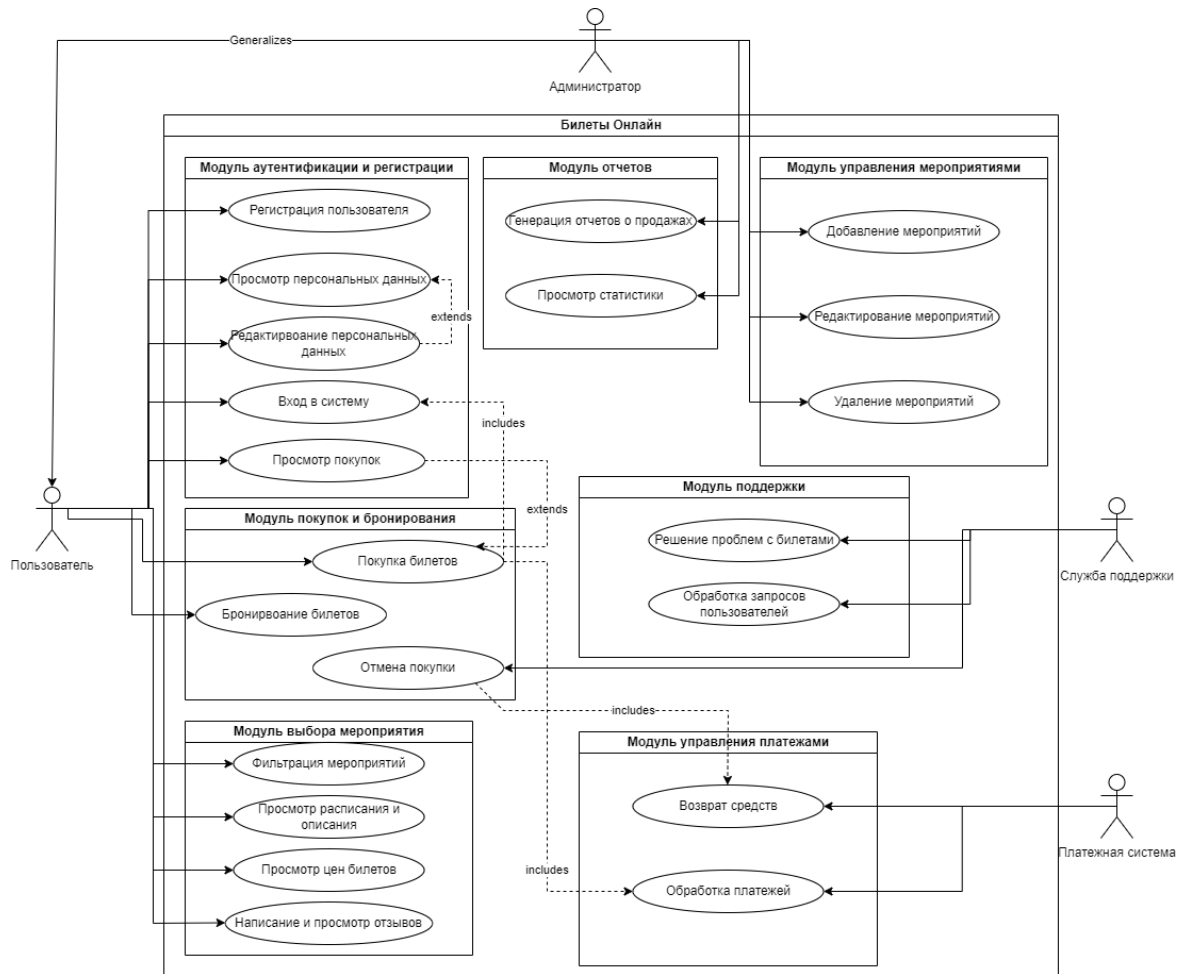 Generalizes
Администратор
Билеты Онлайн
Модуль аутентификации и регистрации
Регистрация пользователя
Просмотр персональных данных
extends
Редактирвоание персональных
данных
Вход в систему
includes
Просмотр покупок
extends
Модуль отчетов
Генерация отчетов о продажах
Просмотр статистики
Модуль управления мероприятиями
Добавление мероприятий
Редактирование мероприятий
Удаление мероприятий
Пользователь
Модуль покупок и бронирования
Покупка билетов
Бронирвоание билетов
Отмена покупки
includes
Модуль поддержки
Решение проблем с билетами
Обработка запросов
пользователей
Служба поддержки
Модуль выбора мероприятия
Фильтрация мероприятий
Просмотр расписания и
описания
Просмотр цен билетов
Написание и просмотр отзывов
includes
Модуль управления платежами
Возврат средств
Обработка платежей
Платежная система